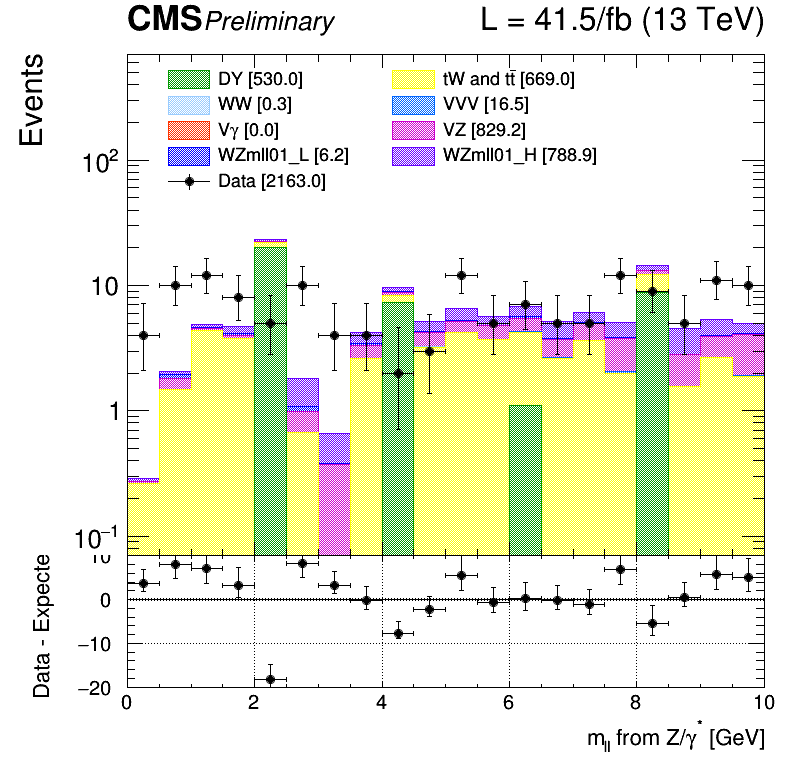 CMS Preliminary L = 41.5/fb (13 TeV)
Events
DY [530.0] tW and tt̄ [669.0]
WW [0.3] VVV [16.5]
Vγ [0.0] VZ [829.2]
WZmll01_L [6.2] WZmll01_H [788.9]
Data [2163.0]
10²
10
1
10⁻¹
Data - Expecte
10
0
−10
−20
0 2 4 6 8 10
m_ll from Z/γ* [GeV]